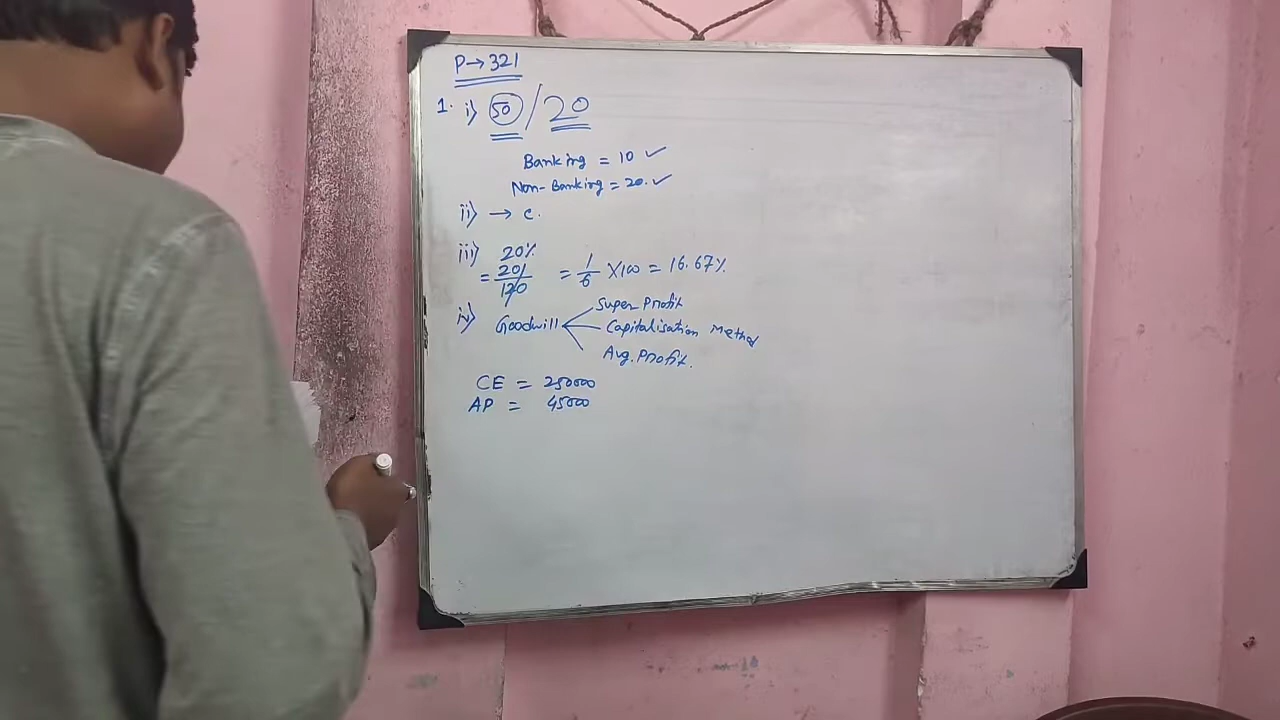 P→321
1. i) 50 / 20
Banking = 10 ✓
Non-Banking = 20. ✓
ii) → c.
iii) 20%
= 20/120 = 1/6 × 100 = 16.67%
iv) Goodwill
Super Profit
Capitalisation Method
Avg. Profit.
CE = 250000
AP = 45000